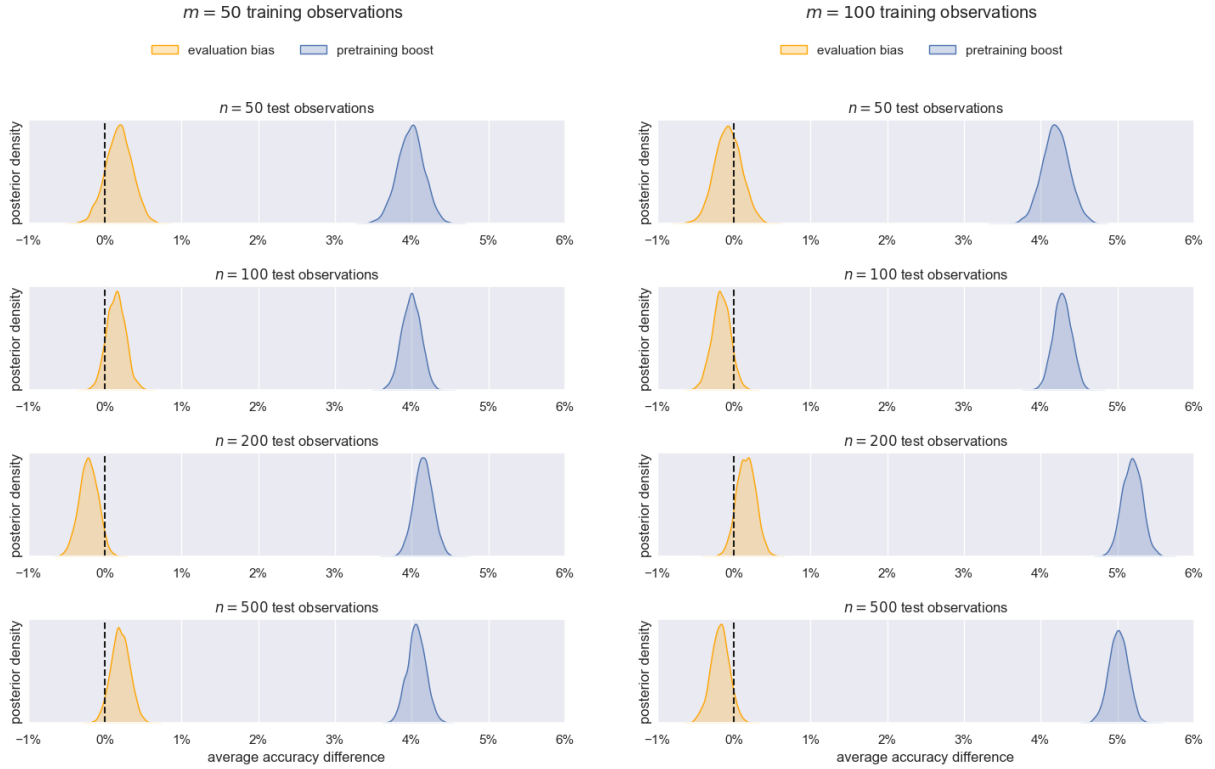 m = 50 training observations
evaluation bias
pretraining boost
n = 50 test observations
posterior density
−1% 0% 1% 2% 3% 4% 5% 6%
n = 100 test observations
posterior density
−1% 0% 1% 2% 3% 4% 5% 6%
n = 200 test observations
posterior density
−1% 0% 1% 2% 3% 4% 5% 6%
n = 500 test observations
posterior density
−1% 0% 1% 2% 3% 4% 5% 6%
average accuracy difference
m = 100 training observations
evaluation bias
pretraining boost
n = 50 test observations
posterior density
−1% 0% 1% 2% 3% 4% 5% 6%
n = 100 test observations
posterior density
−1% 0% 1% 2% 3% 4% 5% 6%
n = 200 test observations
posterior density
−1% 0% 1% 2% 3% 4% 5% 6%
n = 500 test observations
posterior density
−1% 0% 1% 2% 3% 4% 5% 6%
average accuracy difference